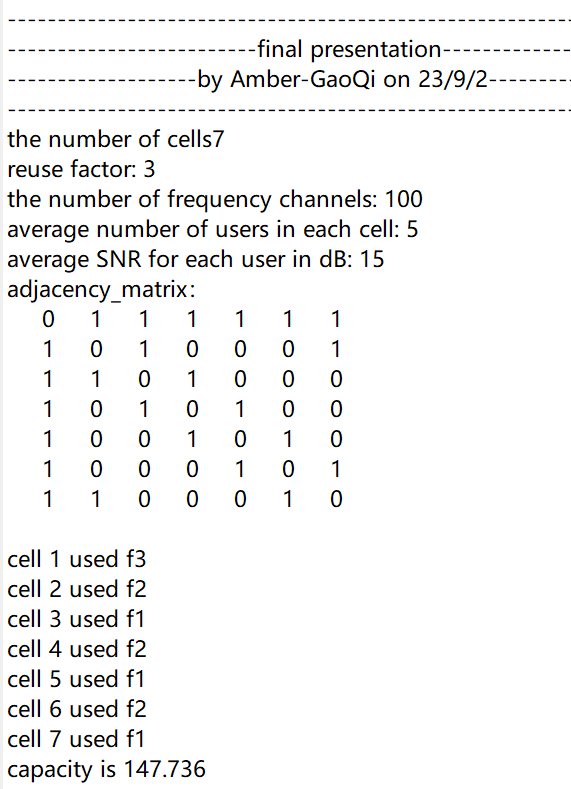 ---------------------------------------------------------
-------------------------final presentation-------------
-------------------by Amber-GaoQi on 23/9/2--------
---------------------------------------------------------
the number of cells7
reuse factor: 3
the number of frequency channels: 100
average number of users in each cell: 5
average SNR for each user in dB: 15
adjacency_matrix:
0 1 1 1 1 1 1
1 0 1 0 0 0 1
1 1 0 1 0 0 0
1 0 1 0 1 0 0
1 0 0 1 0 1 0
1 0 0 0 1 0 1
1 1 0 0 0 1 0
cell 1 used f3
cell 2 used f2
cell 3 used f1
cell 4 used f2
cell 5 used f1
cell 6 used f2
cell 7 used f1
capacity is 147.736